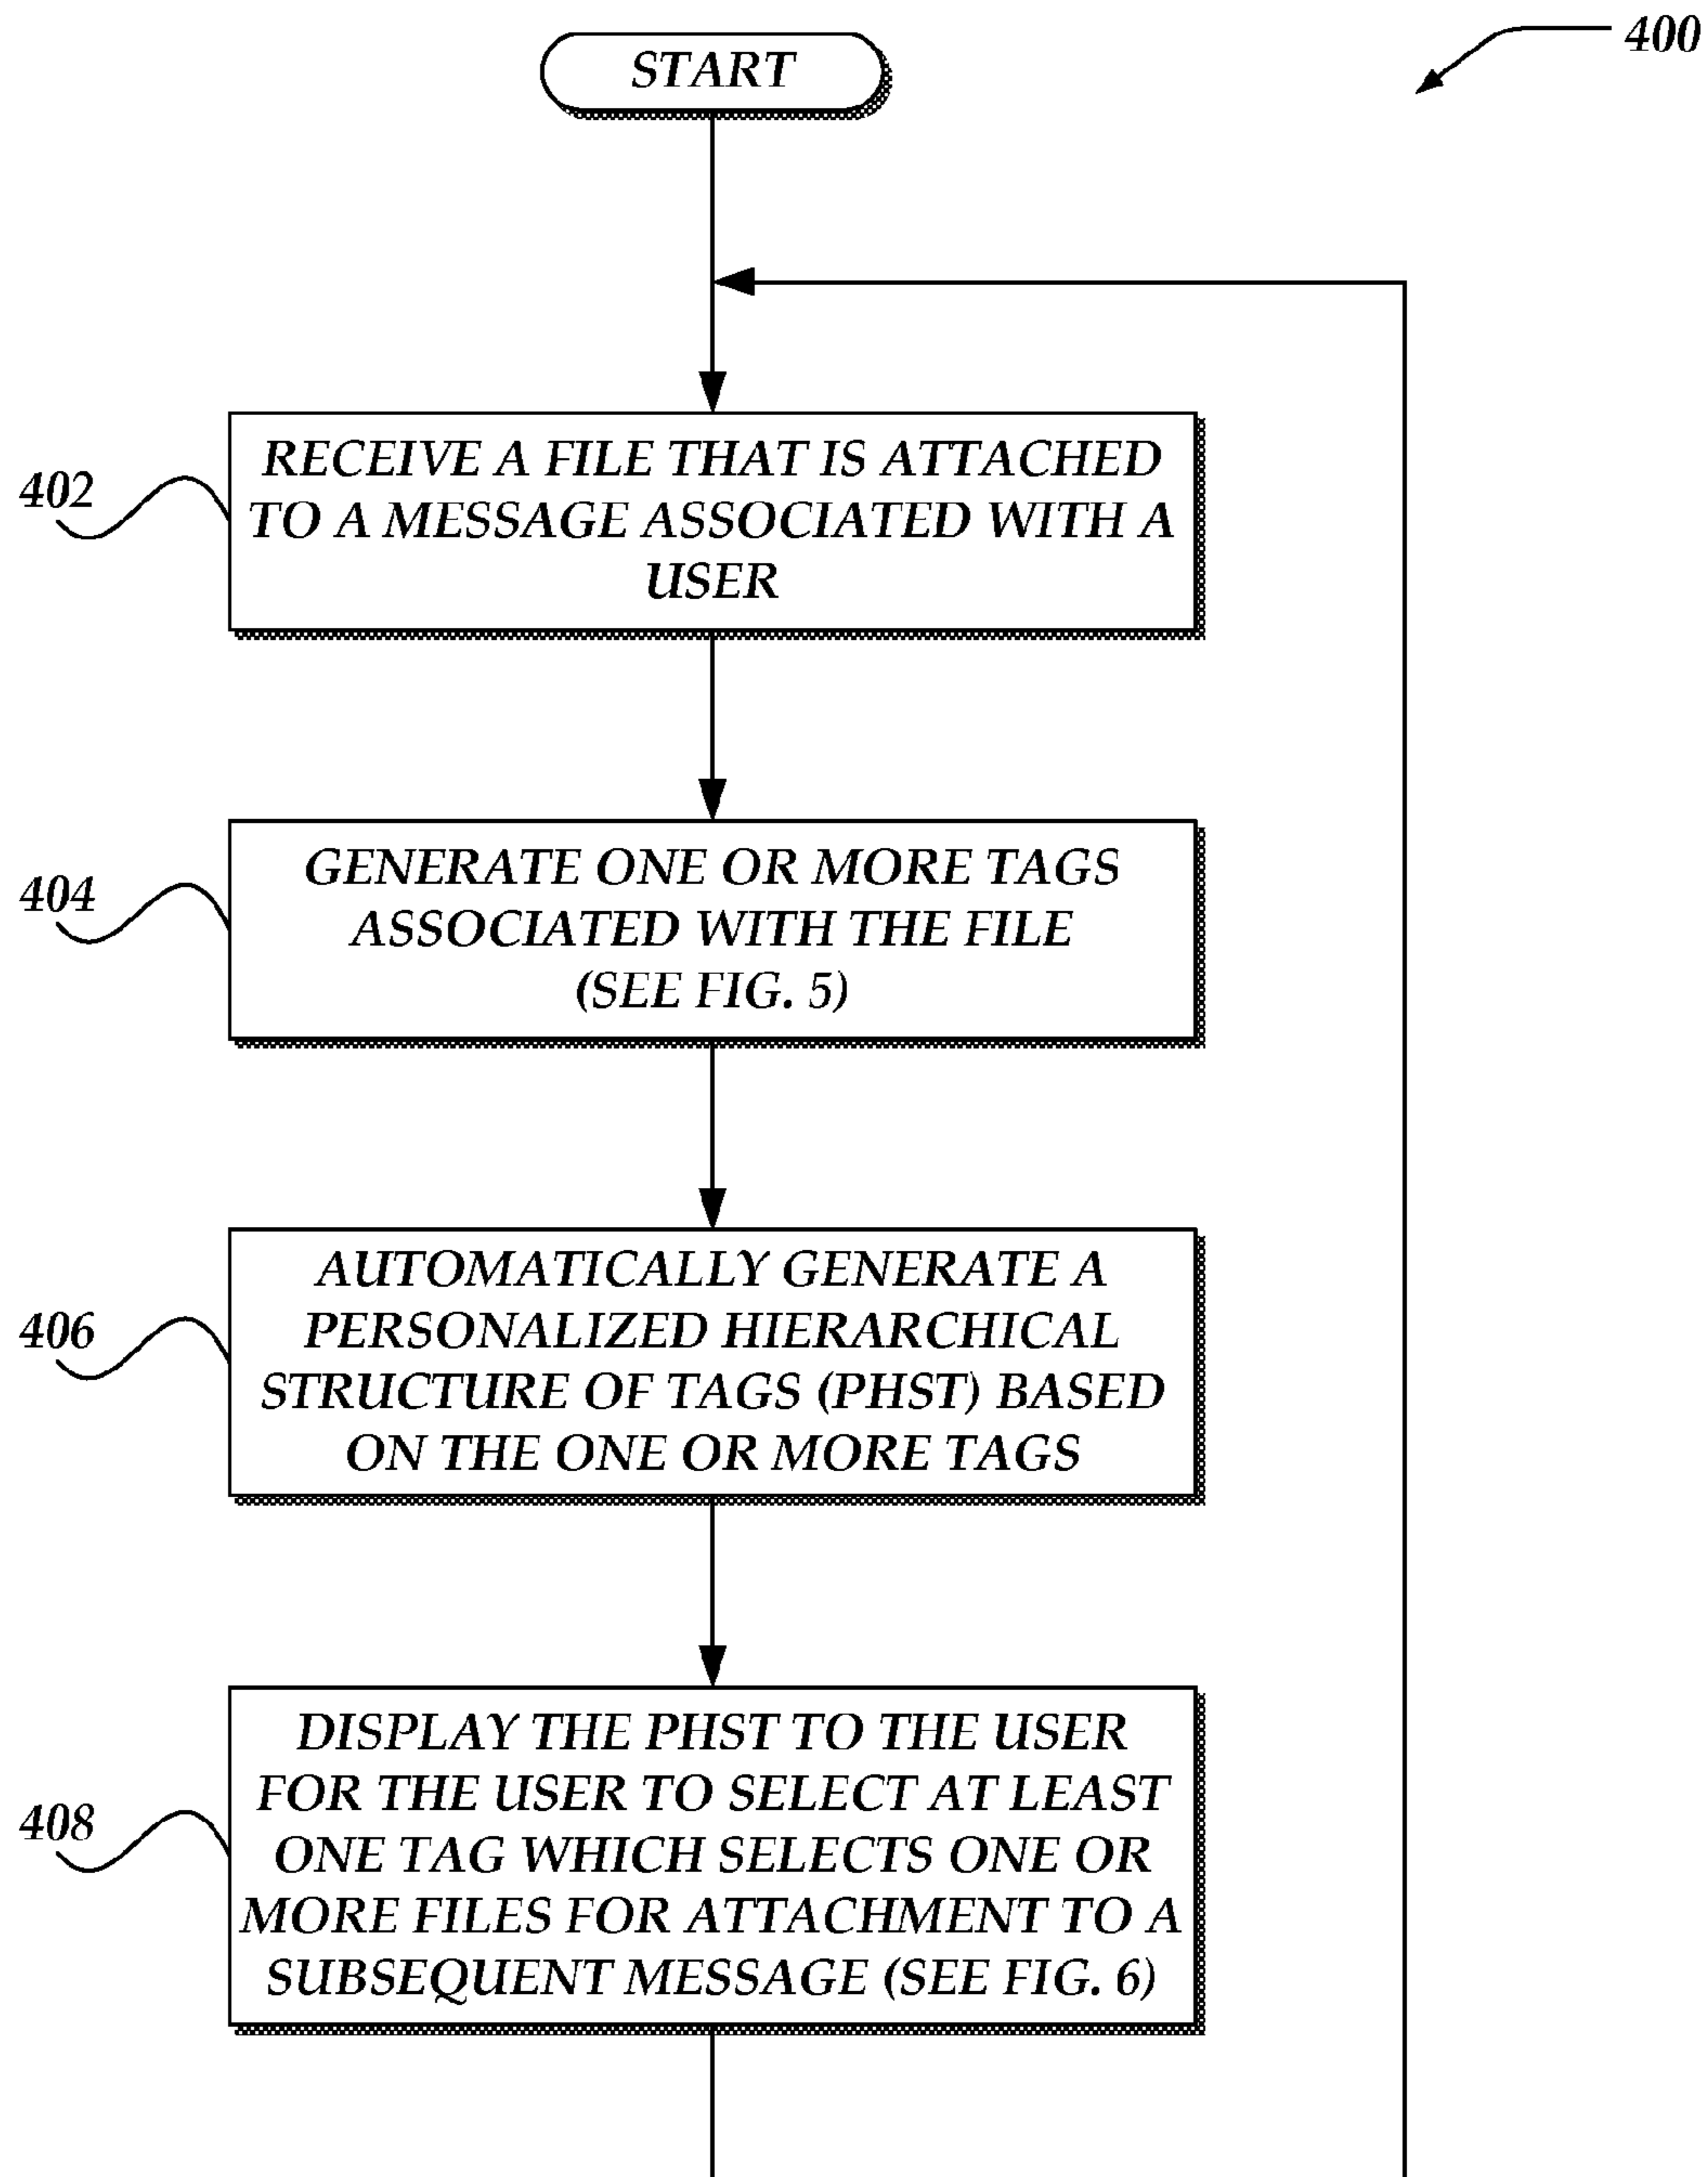 START
400
402
RECEIVE A FILE THAT IS ATTACHED
TO A MESSAGE ASSOCIATED WITH A
USER
404
GENERATE ONE OR MORE TAGS
ASSOCIATED WITH THE FILE
(SEE FIG. 5)
406
AUTOMATICALLY GENERATE A
PERSONALIZED HIERARCHICAL
STRUCTURE OF TAGS (PHST) BASED
ON THE ONE OR MORE TAGS
408
DISPLAY THE PHST TO THE USER
FOR THE USER TO SELECT AT LEAST
ONE TAG WHICH SELECTS ONE OR
MORE FILES FOR ATTACHMENT TO A
SUBSEQUENT MESSAGE (SEE FIG. 6)